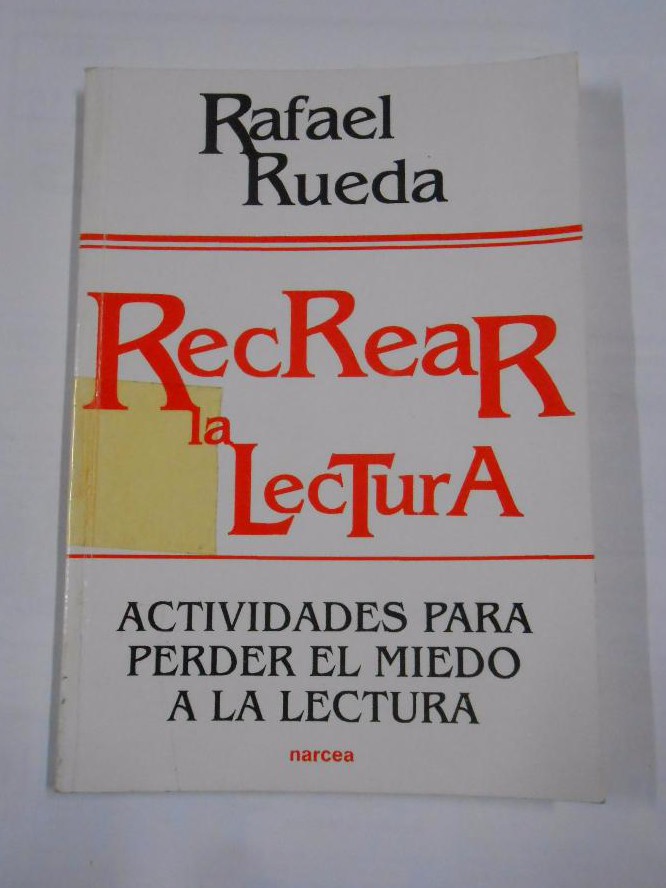 Rafael
Rueda
RecReaR
la
LecTurA
ACTIVIDADES PARA
PERDER EL MIEDO
A LA LECTURA
narcea